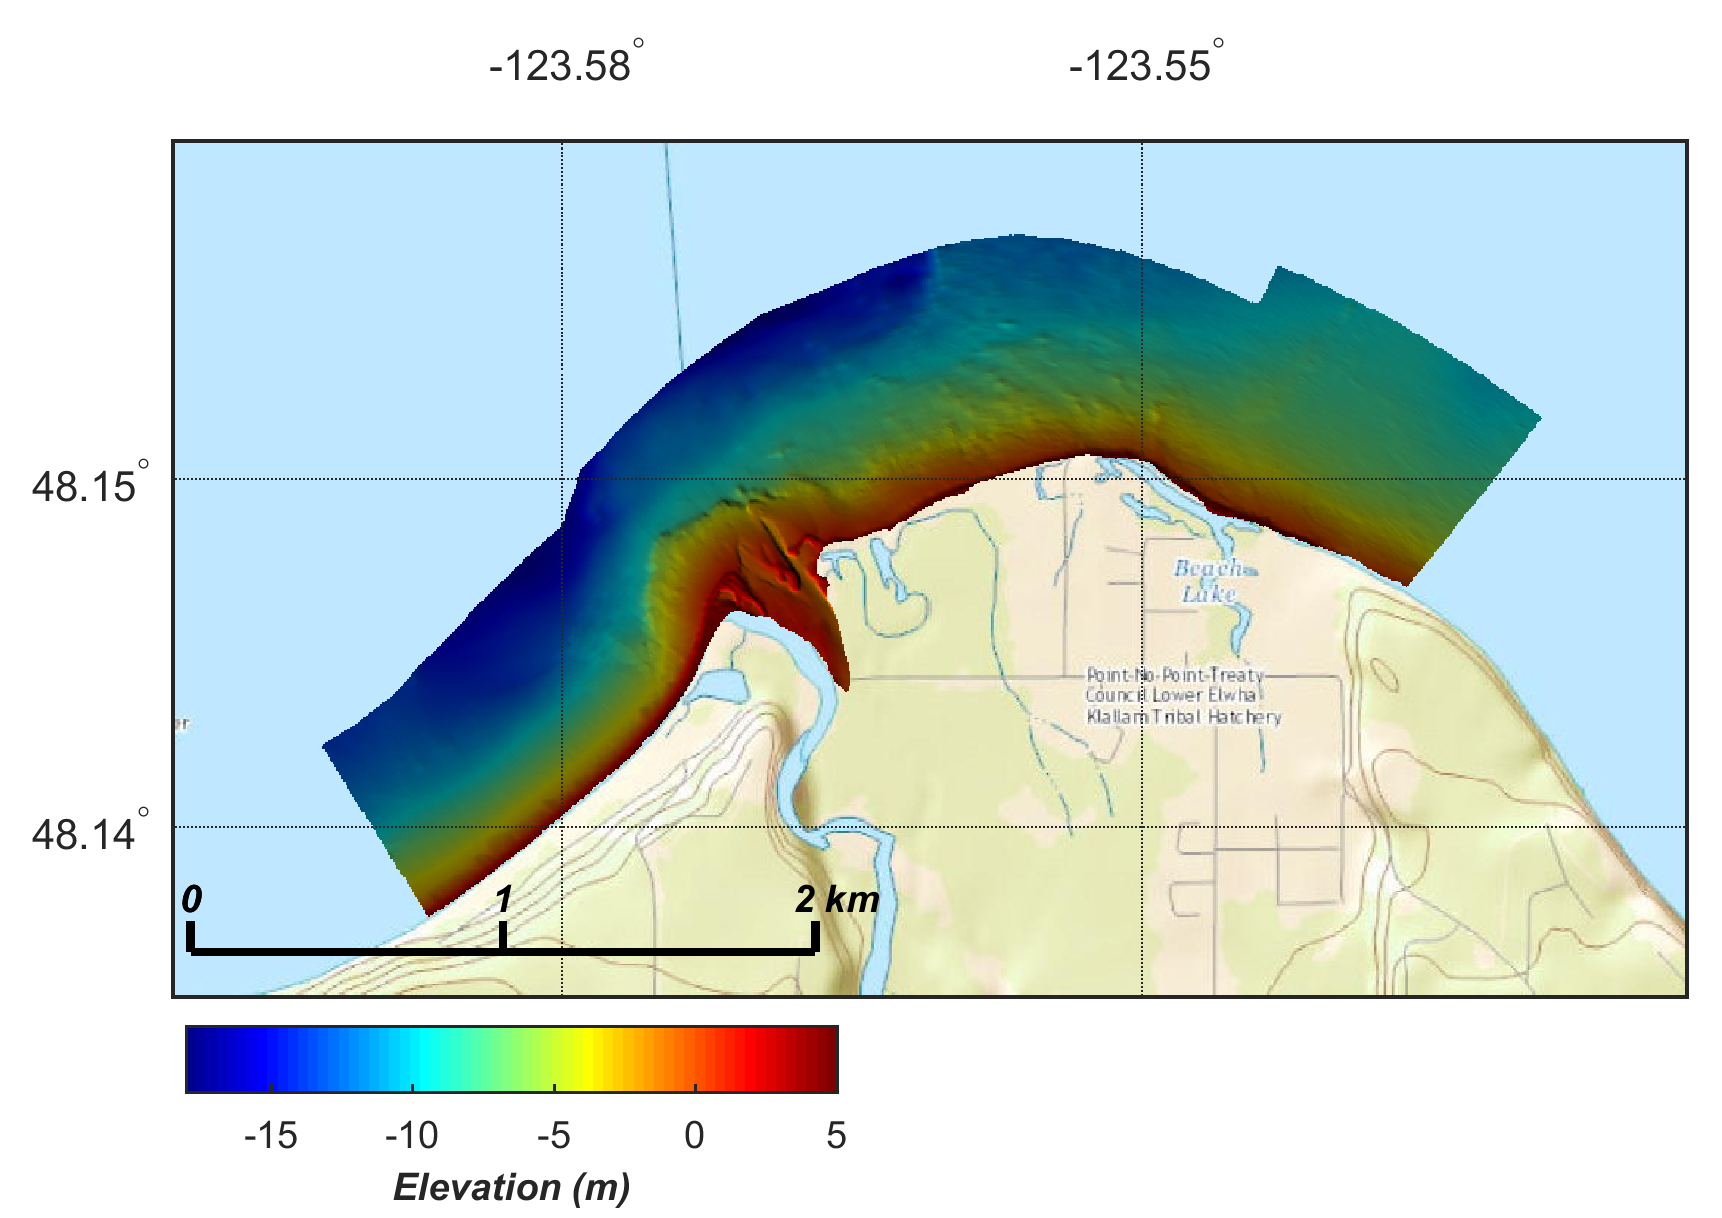 -123.58°
-123.55°
48.15°
Beach
Lake
Point-No-Point-Treaty
Council Lower Elwha
Klallam Tribal Hatchery
er
48.14°
0 1 2 km
-15 -10 -5 0 5
Elevation (m)